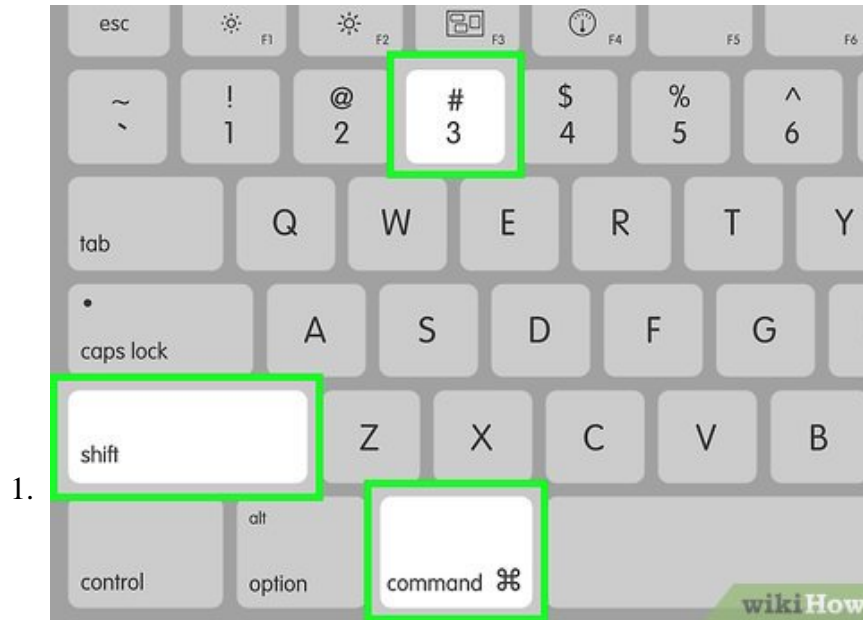 esc F1 F2 F3 F4 F5 F6
~ ! @ # $ % ^
` 1 2 3 4 5 6
tab Q W E R T Y
caps lock A S D F G
shift Z X C V B
1.
alt
control option command ⌘
wikiHow